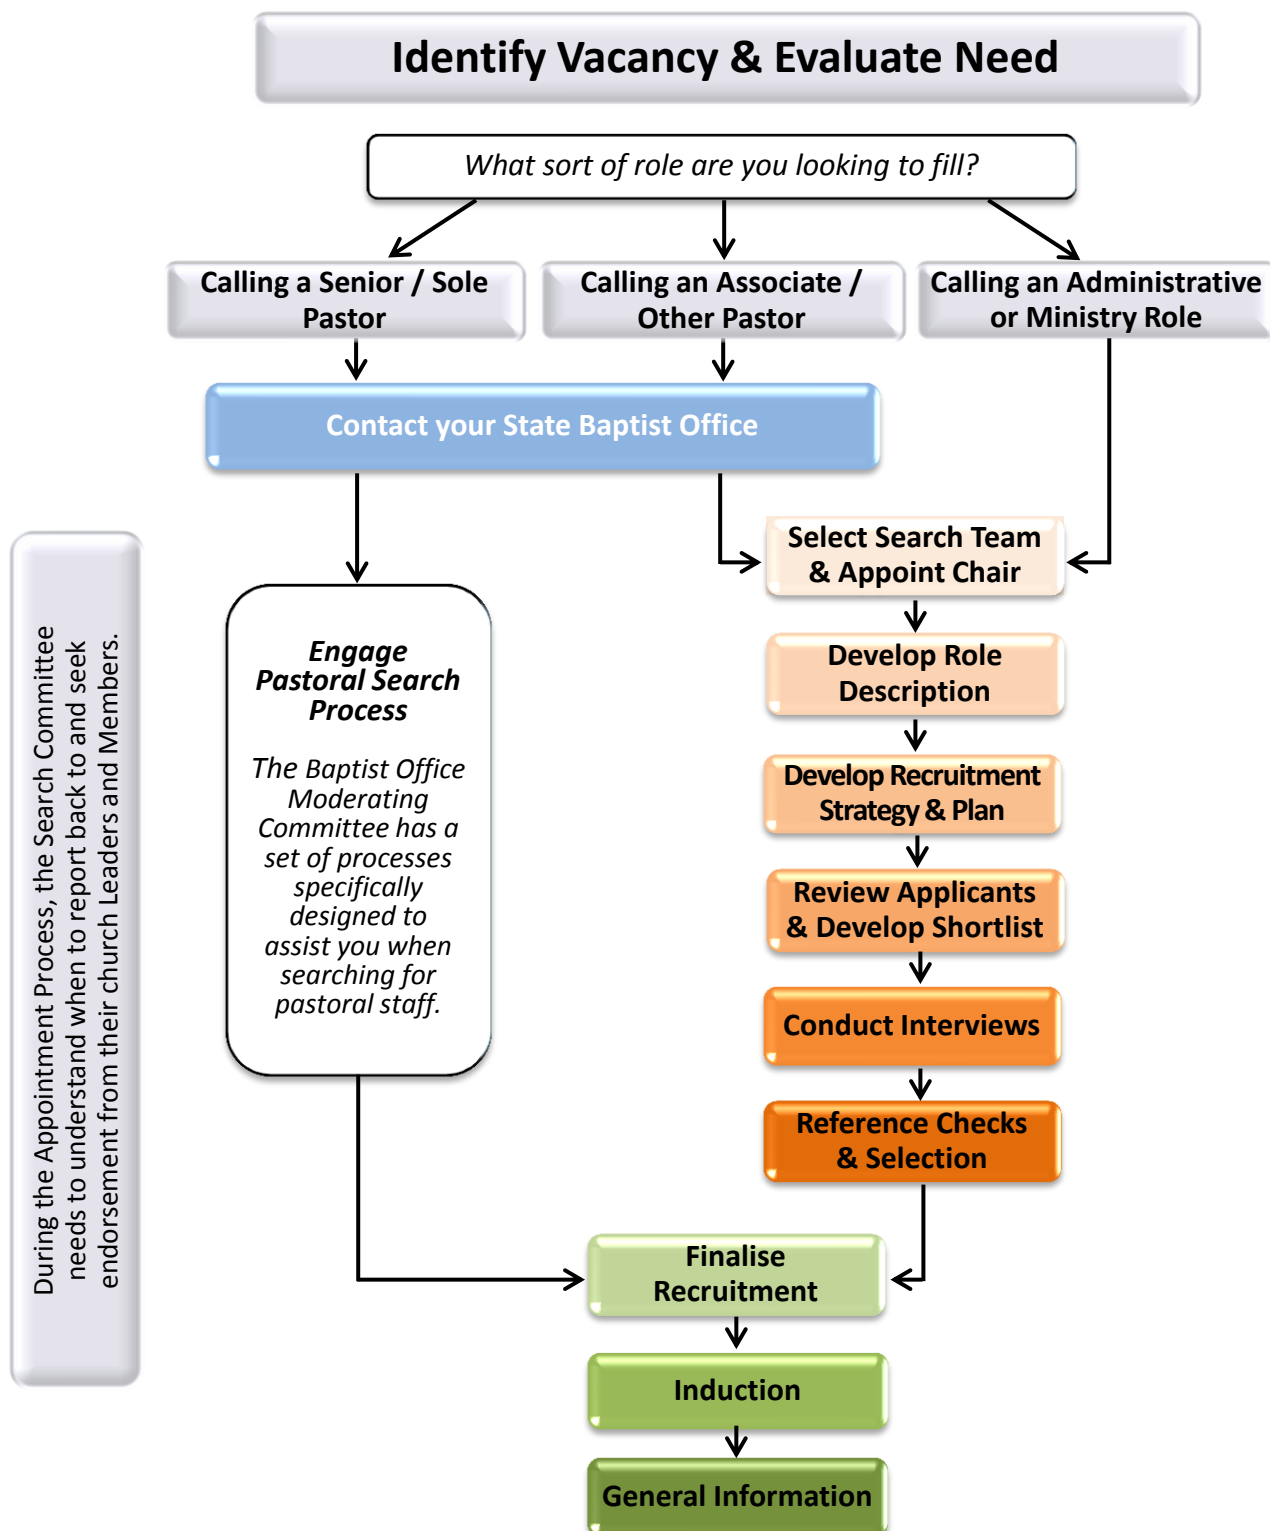 Identify Vacancy & Evaluate Need
What sort of role are you looking to fill?
Calling a Senior / Sole
Pastor
Calling an Associate /
Other Pastor
Calling an Administrative
or Ministry Role
Contact your State Baptist Office
Select Search Team
& Appoint Chair
Engage
Pastoral Search
Process
The Baptist Office
Moderating
Committee has a
set of processes
specifically
designed to
assist you when
searching for
pastoral staff.
Develop Role
Description
Develop Recruitment
Strategy & Plan
Review Applicants
& Develop Shortlist
Conduct Interviews
Reference Checks
& Selection
During the Appointment Process, the Search Committee
needs to understand when to report back to and seek
endorsement from their church Leaders and Members.
Finalise
Recruitment
Induction
General Information